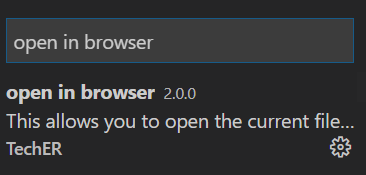 open in browser
open in browser 2.0.0
This allows you to open the current file...
TechER